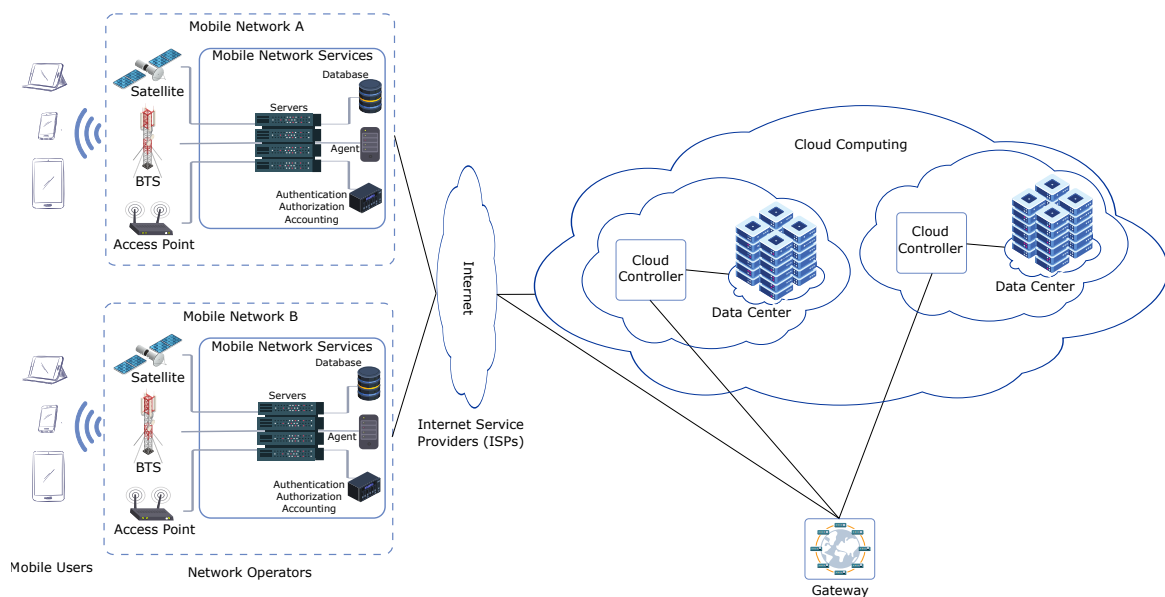 Mobile Network A
Mobile Network Services
Database
Satellite
Servers
Agent
BTS
Authentication
Authorization
Accounting
Access Point
Mobile Network B
Mobile Network Services
Database
Satellite
Servers
Agent
BTS
Authentication
Authorization
Accounting
Access Point
Mobile Users
Network Operators
Internet
Internet Service
Providers (ISPs)
Cloud Computing
Cloud
Controller
Data Center
Cloud
Controller
Data Center
Gateway